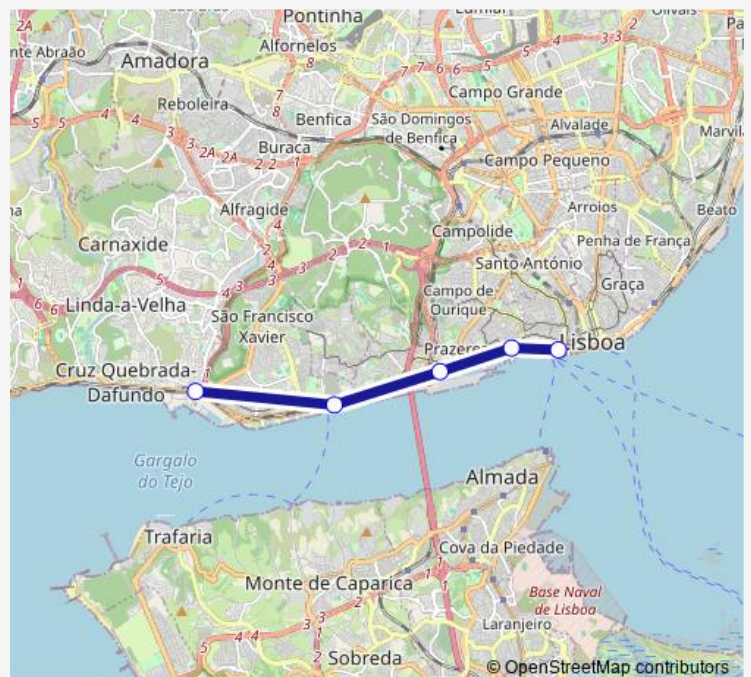 Pontinha
Alfornelos
Amadora
Reboleira
Benfica
São Domingos
de Benfica
Campo Grande
Alvalade
Buraca
Campo Pequeno
Alfragide
Arroios
Beato
Campolide
Carnaxide
Penha de França
Santo António
Graça
Campo de
Ourique
Linda-a-Velha
São Francisco
Xavier
Lisboa
Cruz Quebrada-
Dafundo
Gargalo
do Tejo
Almada
Trafaria
Cova da Piedade
Monte de Caparica
Base Naval
de Lisboa
Laranjeiro
Sobreda
© OpenStreetMap contributors